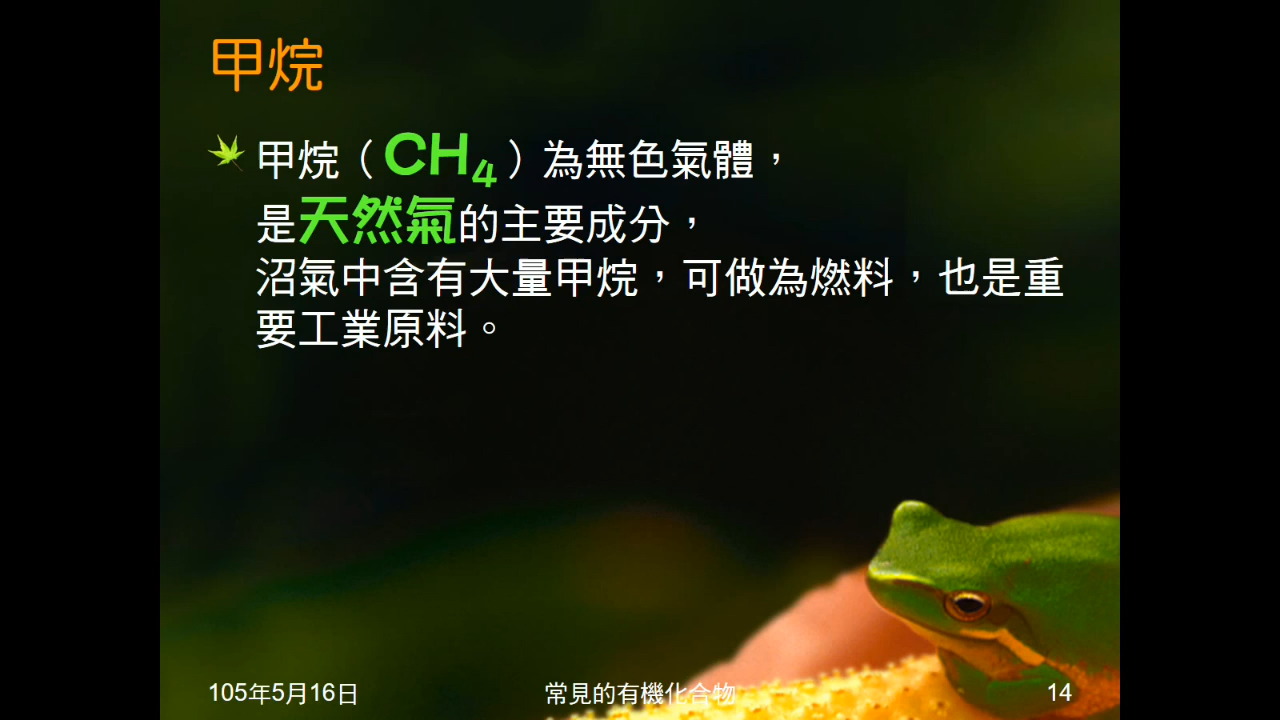 甲烷
甲烷（CH4）為無色氣體，
是天然氣的主要成分，
沼氣中含有大量甲烷，可做為燃料，也是重
要工業原料。
105年5月16日
常見的有機化合物
14